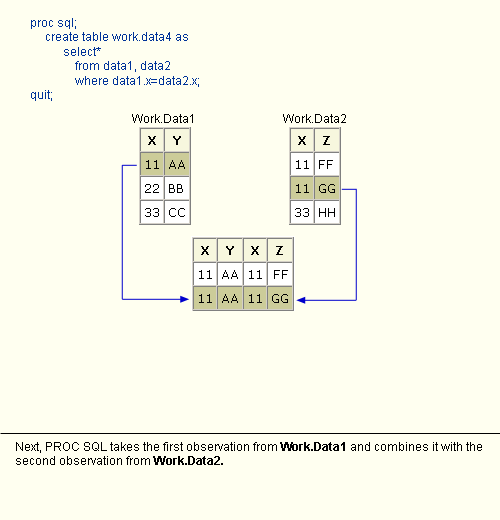 proc sql;
create table work.data4 as
select*
from data1, data2
where data1.x=data2.x;
quit;
Work.Data1
X Y
11 AA
22 BB
33 CC
Work.Data2
X Z
11 FF
11 GG
33 HH
X Y X Z
11 AA 11 FF
11 AA 11 GG
Next, PROC SQL takes the first observation from Work.Data1 and combines it with the
second observation from Work.Data2.